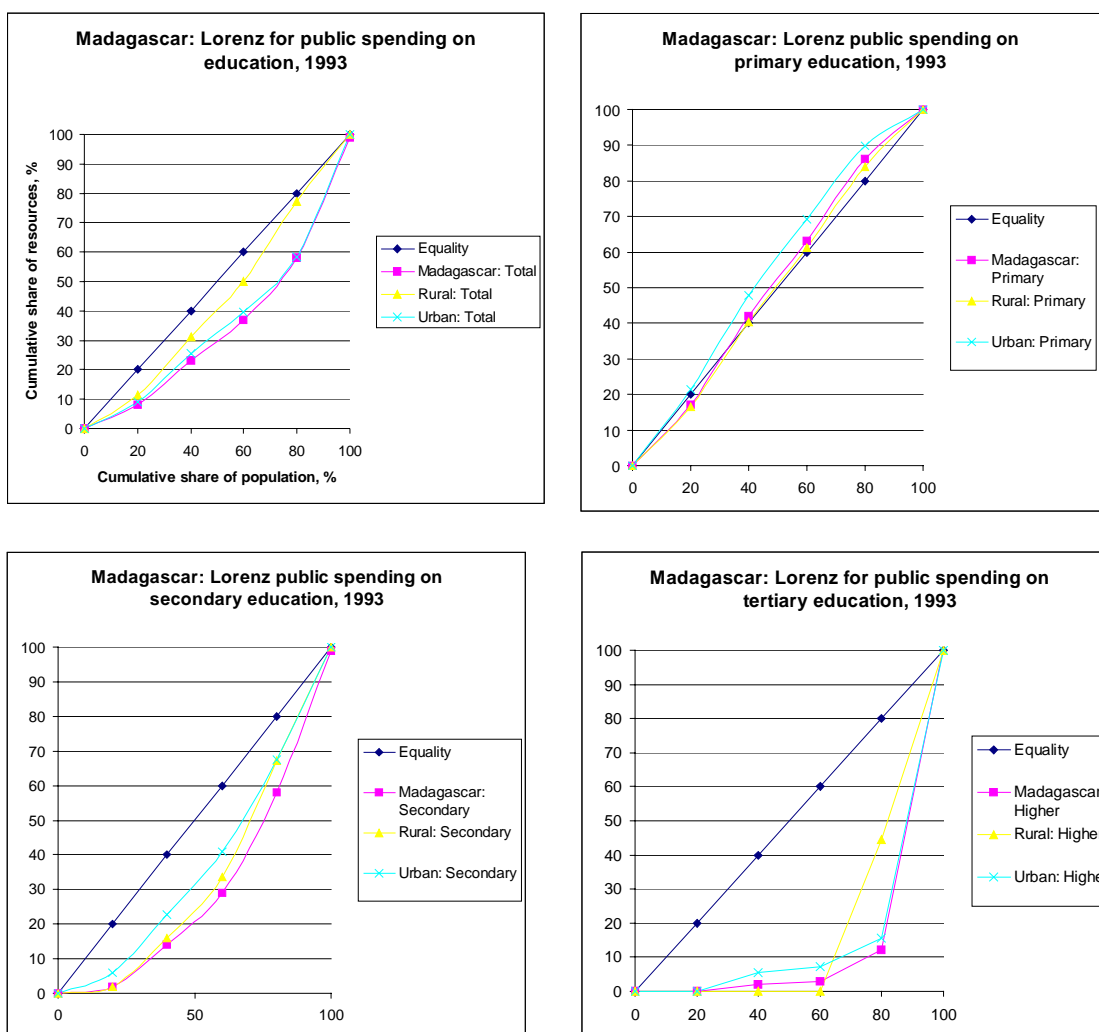 Madagascar: Lorenz for public spending on
education, 1993
Cumulative share of resources, %
100
90
80
70
60
50
40
30
20
10
0
0 20 40 60 80 100
Cumulative share of population, %
Equality
Madagascar: Total
Rural: Total
Urban: Total
Madagascar: Lorenz public spending on
primary education, 1993
100
90
80
70
60
50
40
30
20
10
0
0 20 40 60 80 100
Equality
Madagascar:
Primary
Rural: Primary
Urban: Primary
Madagascar: Lorenz public spending on
secondary education, 1993
100
90
80
70
60
50
40
30
20
10
0
0 50 100
Equality
Madagascar:
Secondary
Rural: Secondary
Urban: Secondary
Madagascar: Lorenz for public spending on
tertiary education, 1993
100
90
80
70
60
50
40
30
20
10
0
0 20 40 60 80 100
Equality
Madagascar
Higher
Rural: Higher
Urban: Higher